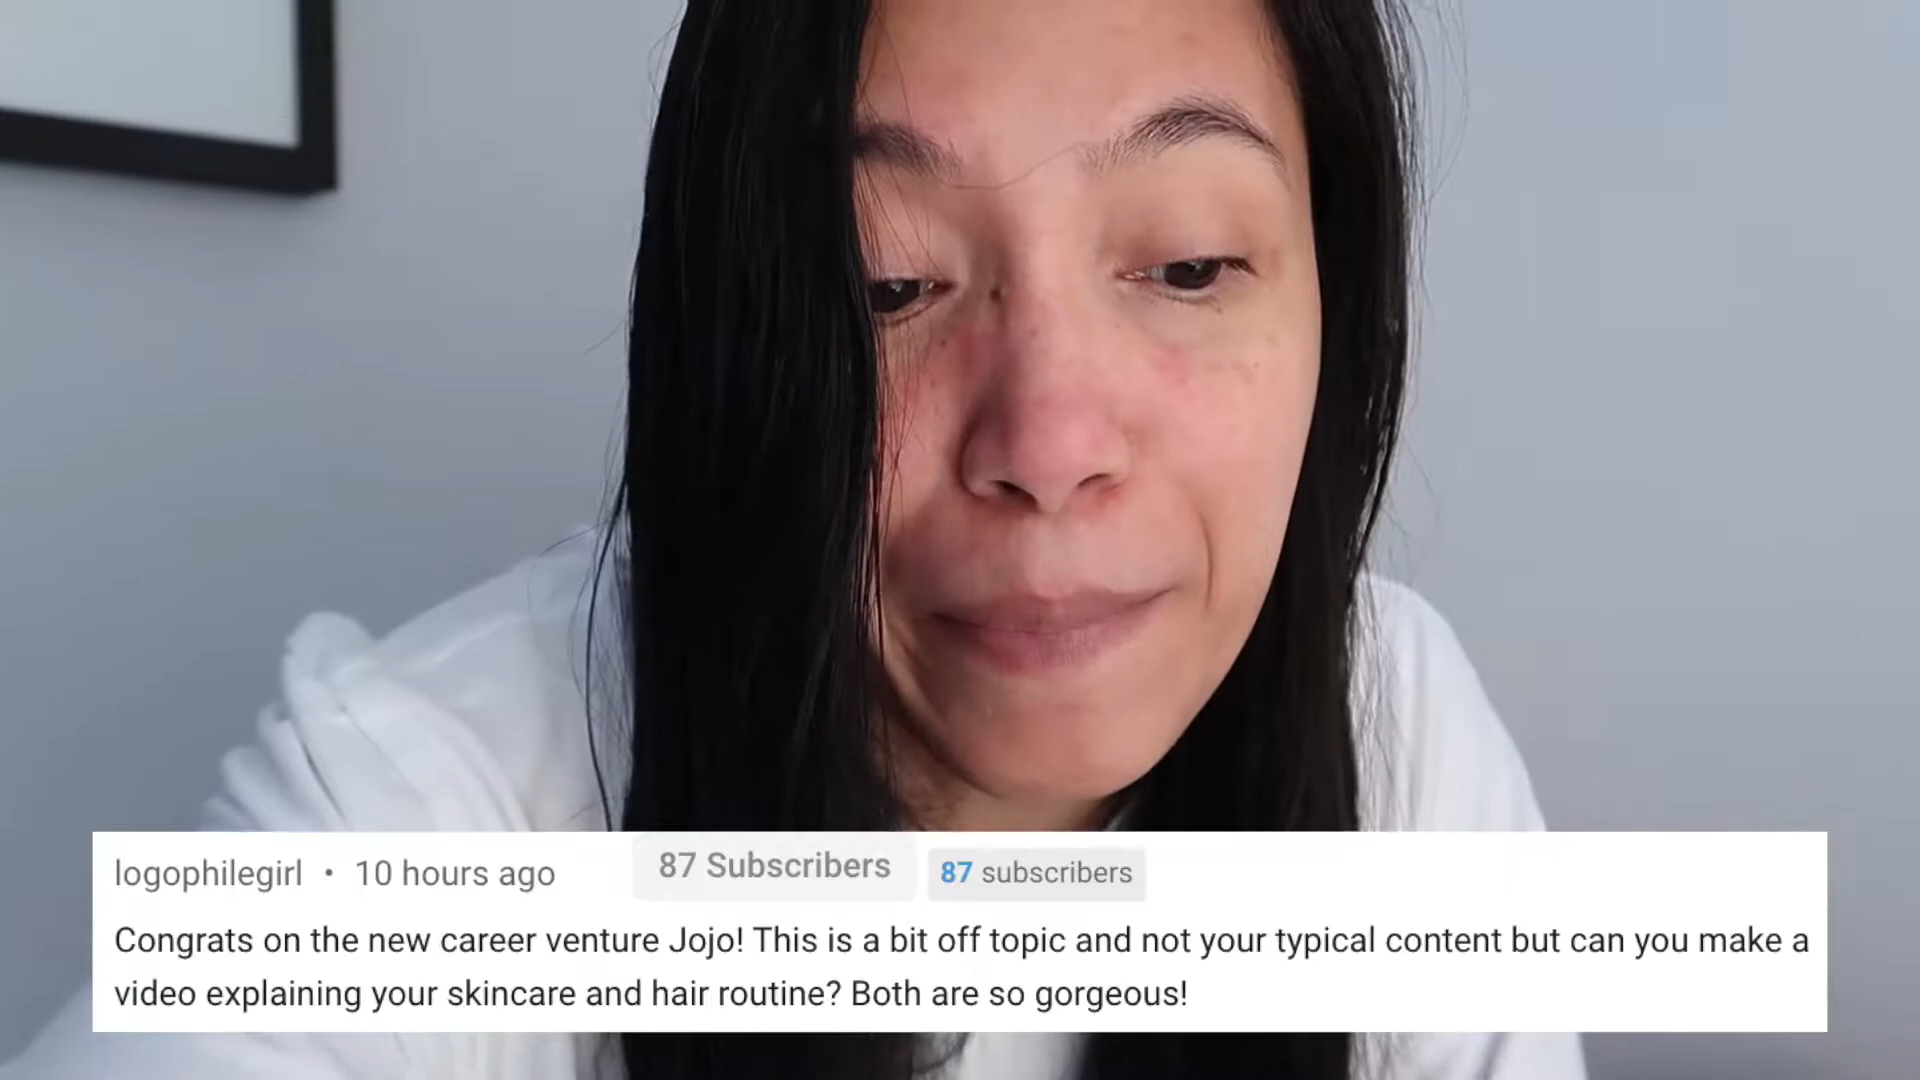 logophilegirl • 10 hours ago 87 Subscribers 87 subscribers
Congrats on the new career venture Jojo! This is a bit off topic and not your typical content but can you make a
video explaining your skincare and hair routine? Both are so gorgeous!